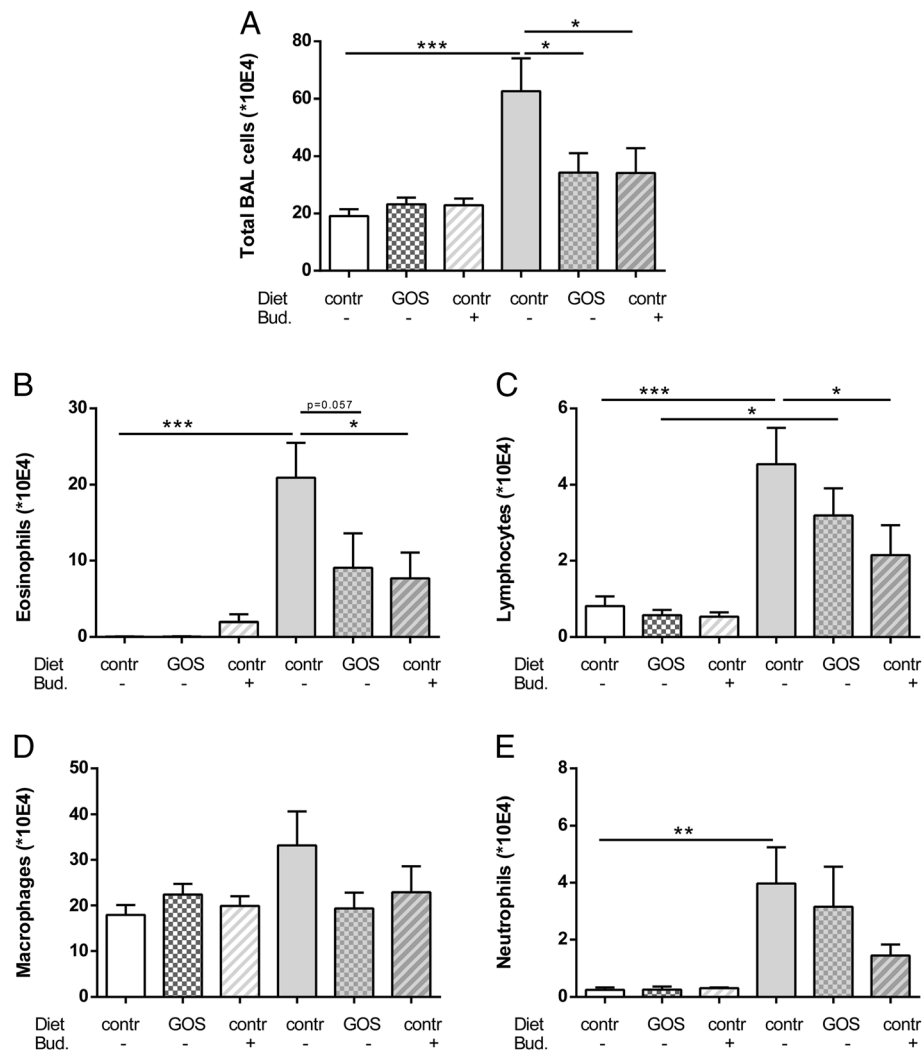 A
Total BAL cells (*10E4)
80
60
40
20
0
***
*
*
Diet contr GOS contr contr GOS contr
Bud. - - + - - +
B
Eosinophils (*10E4)
30
20
10
0
p=0.057
***
*
Diet contr GOS contr contr GOS contr
Bud. - - + - - +
C
Lymphocytes (*10E4)
6
4
2
0
***
*
*
Diet contr GOS contr contr GOS contr
Bud. - - + - - +
D
Macrophages (*10E4)
50
40
30
20
10
0
Diet contr GOS contr contr GOS contr
Bud. - - + - - +
E
Neutrophils (*10E4)
8
6
4
2
0
**
Diet contr GOS contr contr GOS contr
Bud. - - + - - +